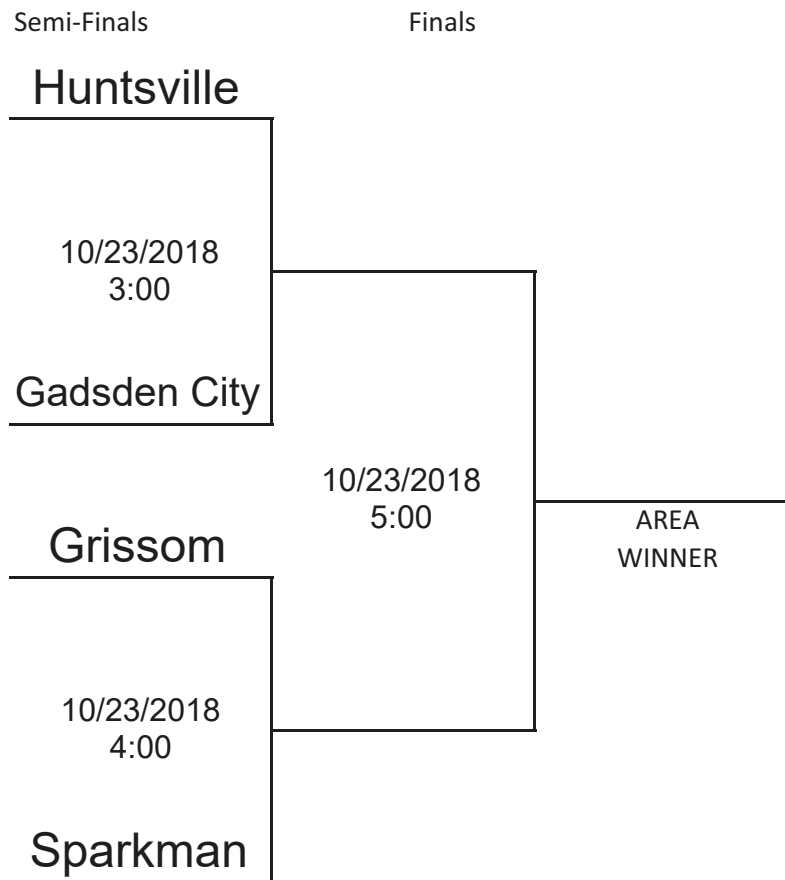 Semi-Finals
Finals
Huntsville
10/23/2018
3:00
Gadsden City
10/23/2018
5:00
AREA
WINNER
Grissom
10/23/2018
4:00
Sparkman